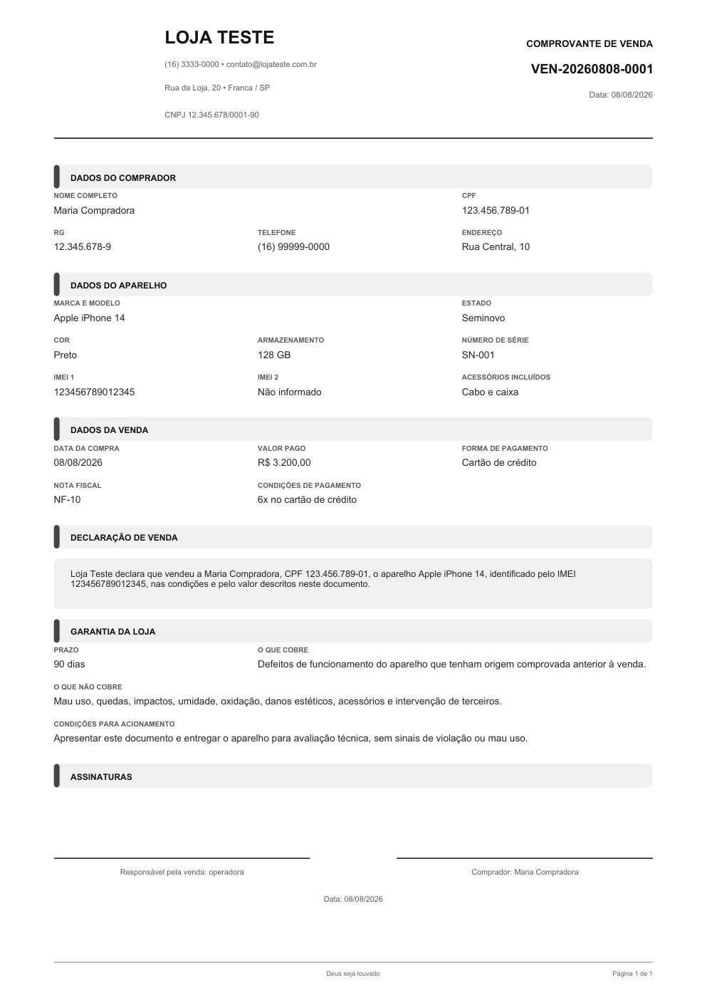 LOJA TESTE
(16) 3333-0000 • contato@lojateste.com.br
Rua da Loja, 20 • Franca / SP
CNPJ 12.345.678/0001-90
COMPROVANTE DE VENDA
VEN-20260808-0001
Data: 08/08/2026
DADOS DO COMPRADOR
NOME COMPLETO
Maria Compradora
CPF
123.456.789-01
RG
12.345.678-9
TELEFONE
(16) 99999-0000
ENDEREÇO
Rua Central, 10
DADOS DO APARELHO
MARCA E MODELO
Apple iPhone 14
ESTADO
Seminovo
COR
Preto
ARMAZENAMENTO
128 GB
NÚMERO DE SÉRIE
SN-001
IMEI 1
123456789012345
IMEI 2
Não informado
ACESSÓRIOS INCLUÍDOS
Cabo e caixa
DADOS DA VENDA
DATA DA COMPRA
08/08/2026
VALOR PAGO
R$ 3.200,00
FORMA DE PAGAMENTO
Cartão de crédito
NOTA FISCAL
NF-10
CONDIÇÕES DE PAGAMENTO
6x no cartão de crédito
DECLARAÇÃO DE VENDA
Loja Teste declara que vendeu a Maria Compradora, CPF 123.456.789-01, o aparelho Apple iPhone 14, identificado pelo IMEI
123456789012345, nas condições e pelo valor descritos neste documento.
GARANTIA DA LOJA
PRAZO
90 dias
O QUE COBRE
Defeitos de funcionamento do aparelho que tenham origem comprovada anterior à venda.
O QUE NÃO COBRE
Mau uso, quedas, impactos, umidade, oxidação, danos estéticos, acessórios e intervenção de terceiros.
CONDIÇÕES PARA ACIONAMENTO
Apresentar este documento e entregar o aparelho para avaliação técnica, sem sinais de violação ou mau uso.
ASSINATURAS
Responsável pela venda: operadora
Comprador: Maria Compradora
Data: 08/08/2026
Deus seja louvado
Página 1 de 1